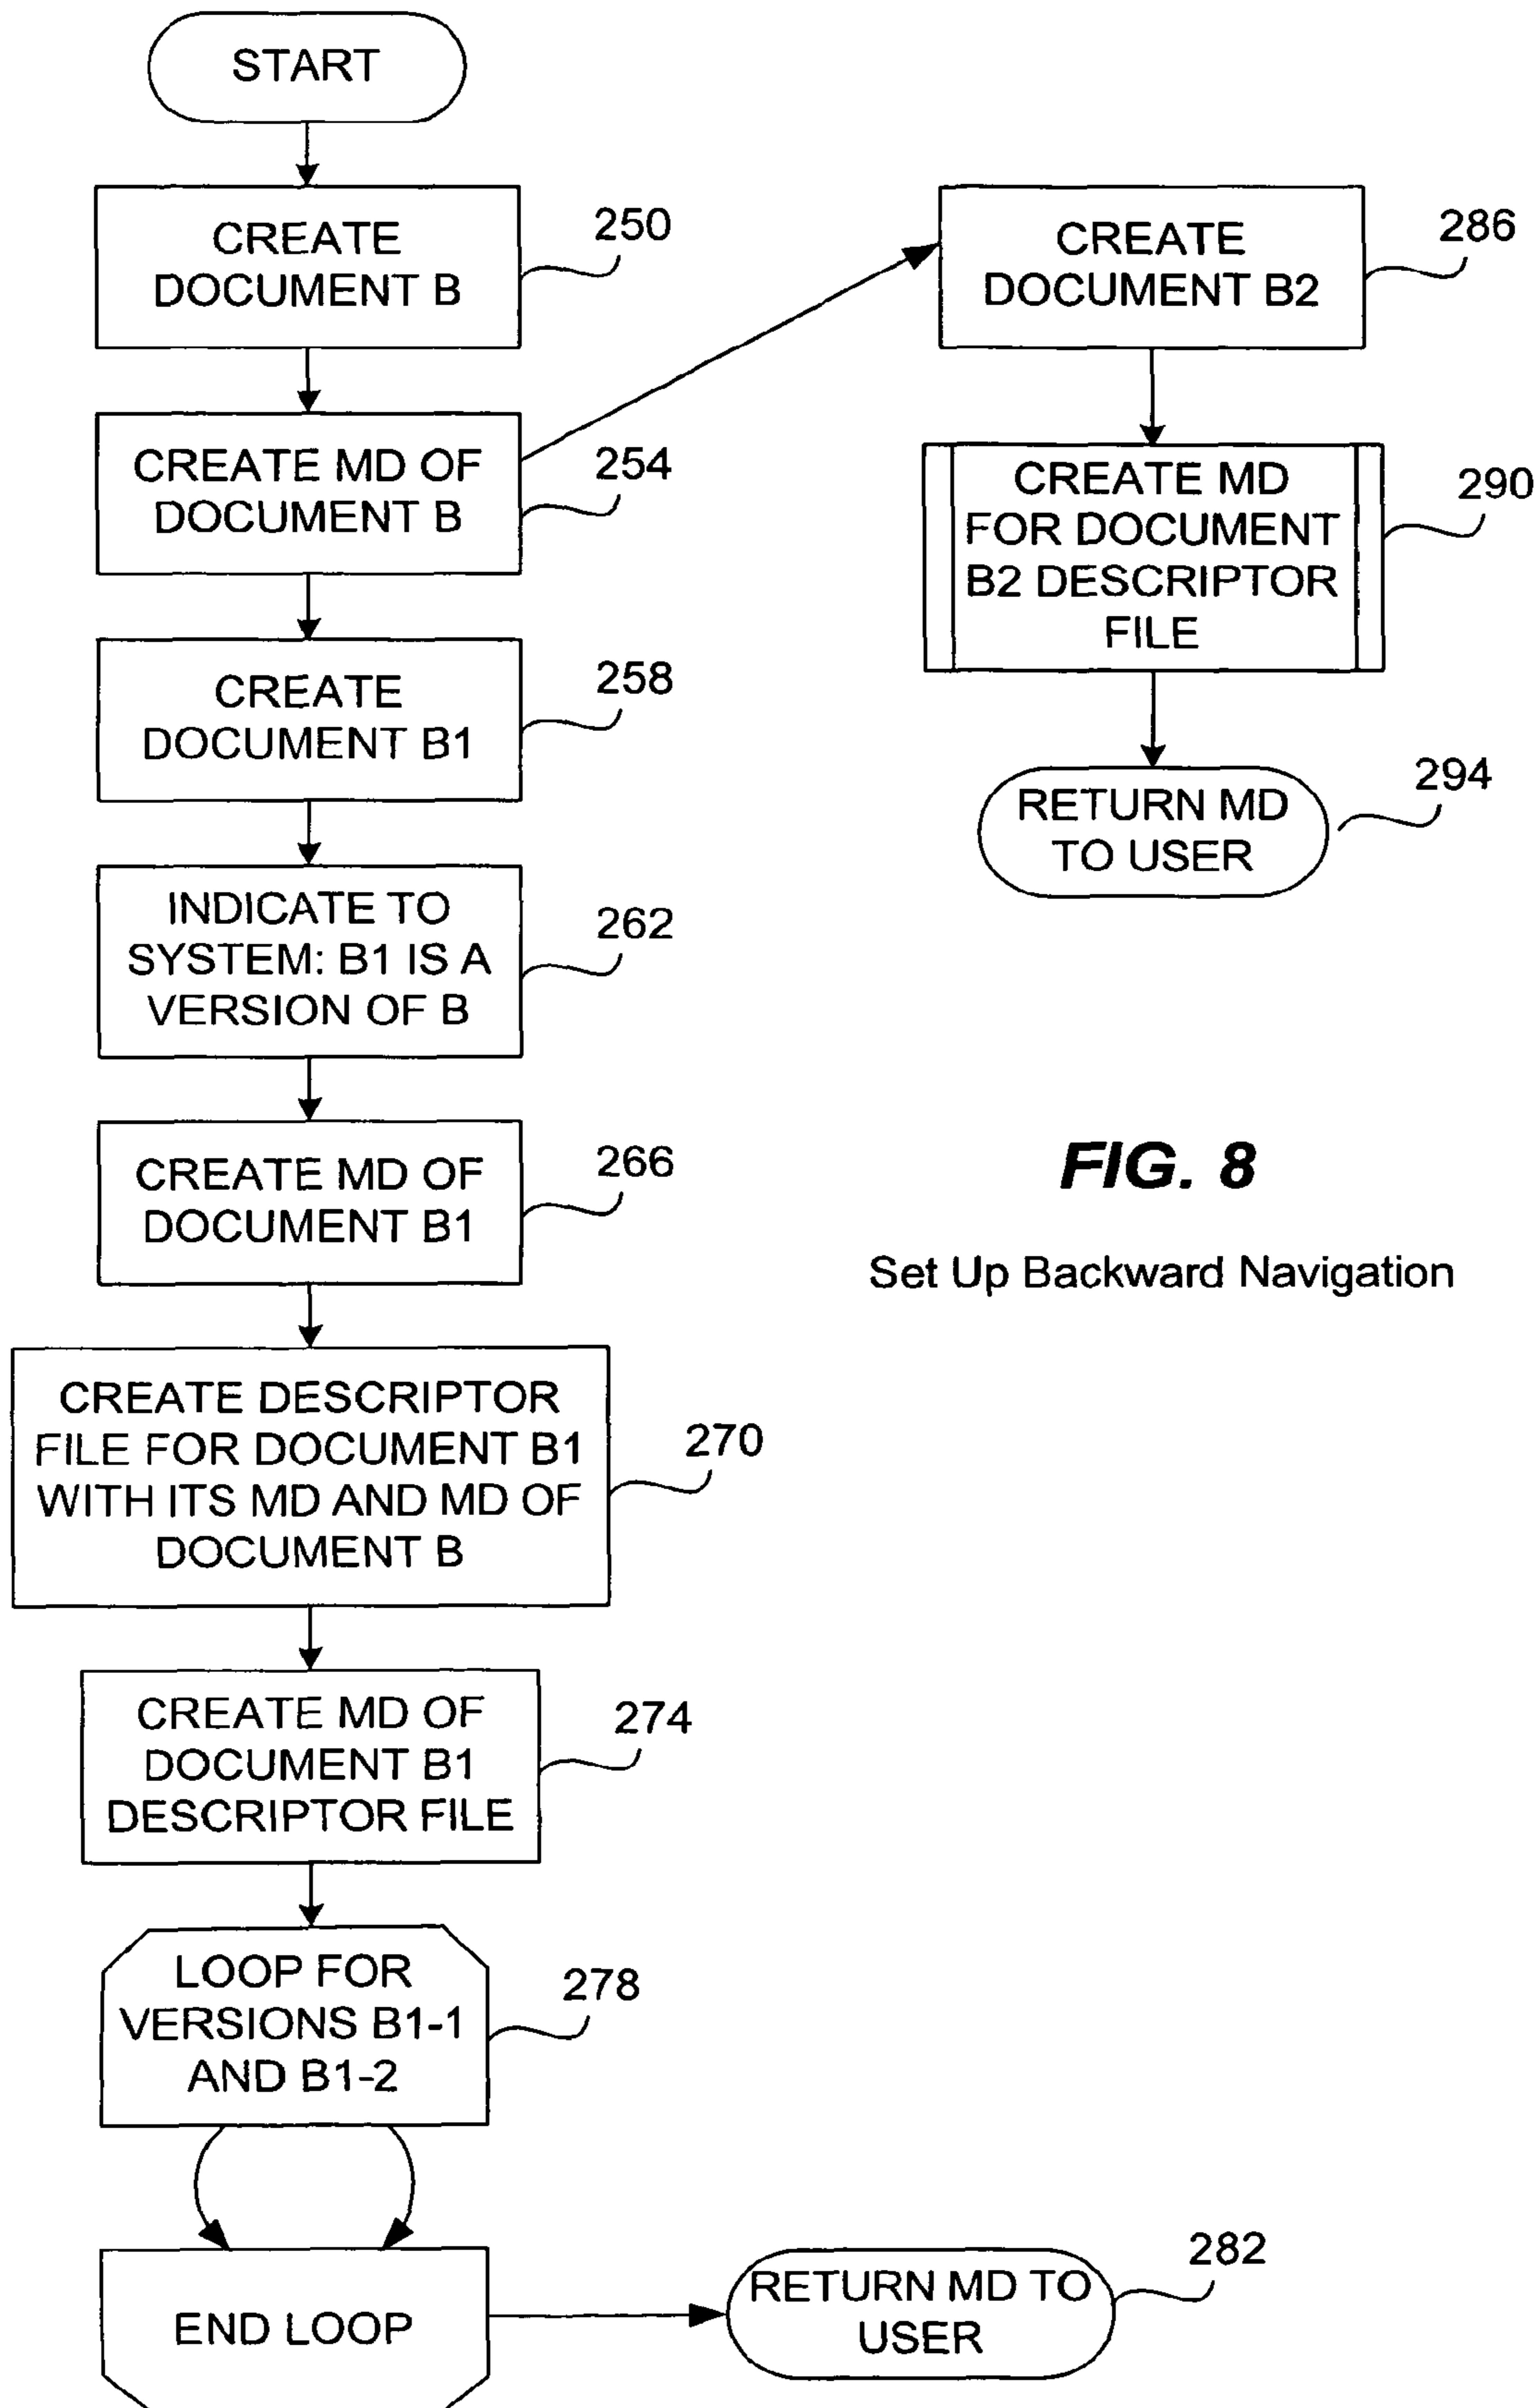 START
CREATE
DOCUMENT B
250
CREATE MD OF
DOCUMENT B
254
CREATE
DOCUMENT B1
258
INDICATE TO
SYSTEM: B1 IS A
VERSION OF B
262
CREATE MD OF
DOCUMENT B1
266
CREATE DESCRIPTOR
FILE FOR DOCUMENT B1
WITH ITS MD AND MD OF
DOCUMENT B
270
CREATE MD OF
DOCUMENT B1
DESCRIPTOR FILE
274
LOOP FOR
VERSIONS B1-1
AND B1-2
278
END LOOP
RETURN MD TO
USER
282
CREATE
DOCUMENT B2
286
CREATE MD
FOR DOCUMENT
B2 DESCRIPTOR
FILE
290
RETURN MD
TO USER
294
FIG. 8
Set Up Backward Navigation